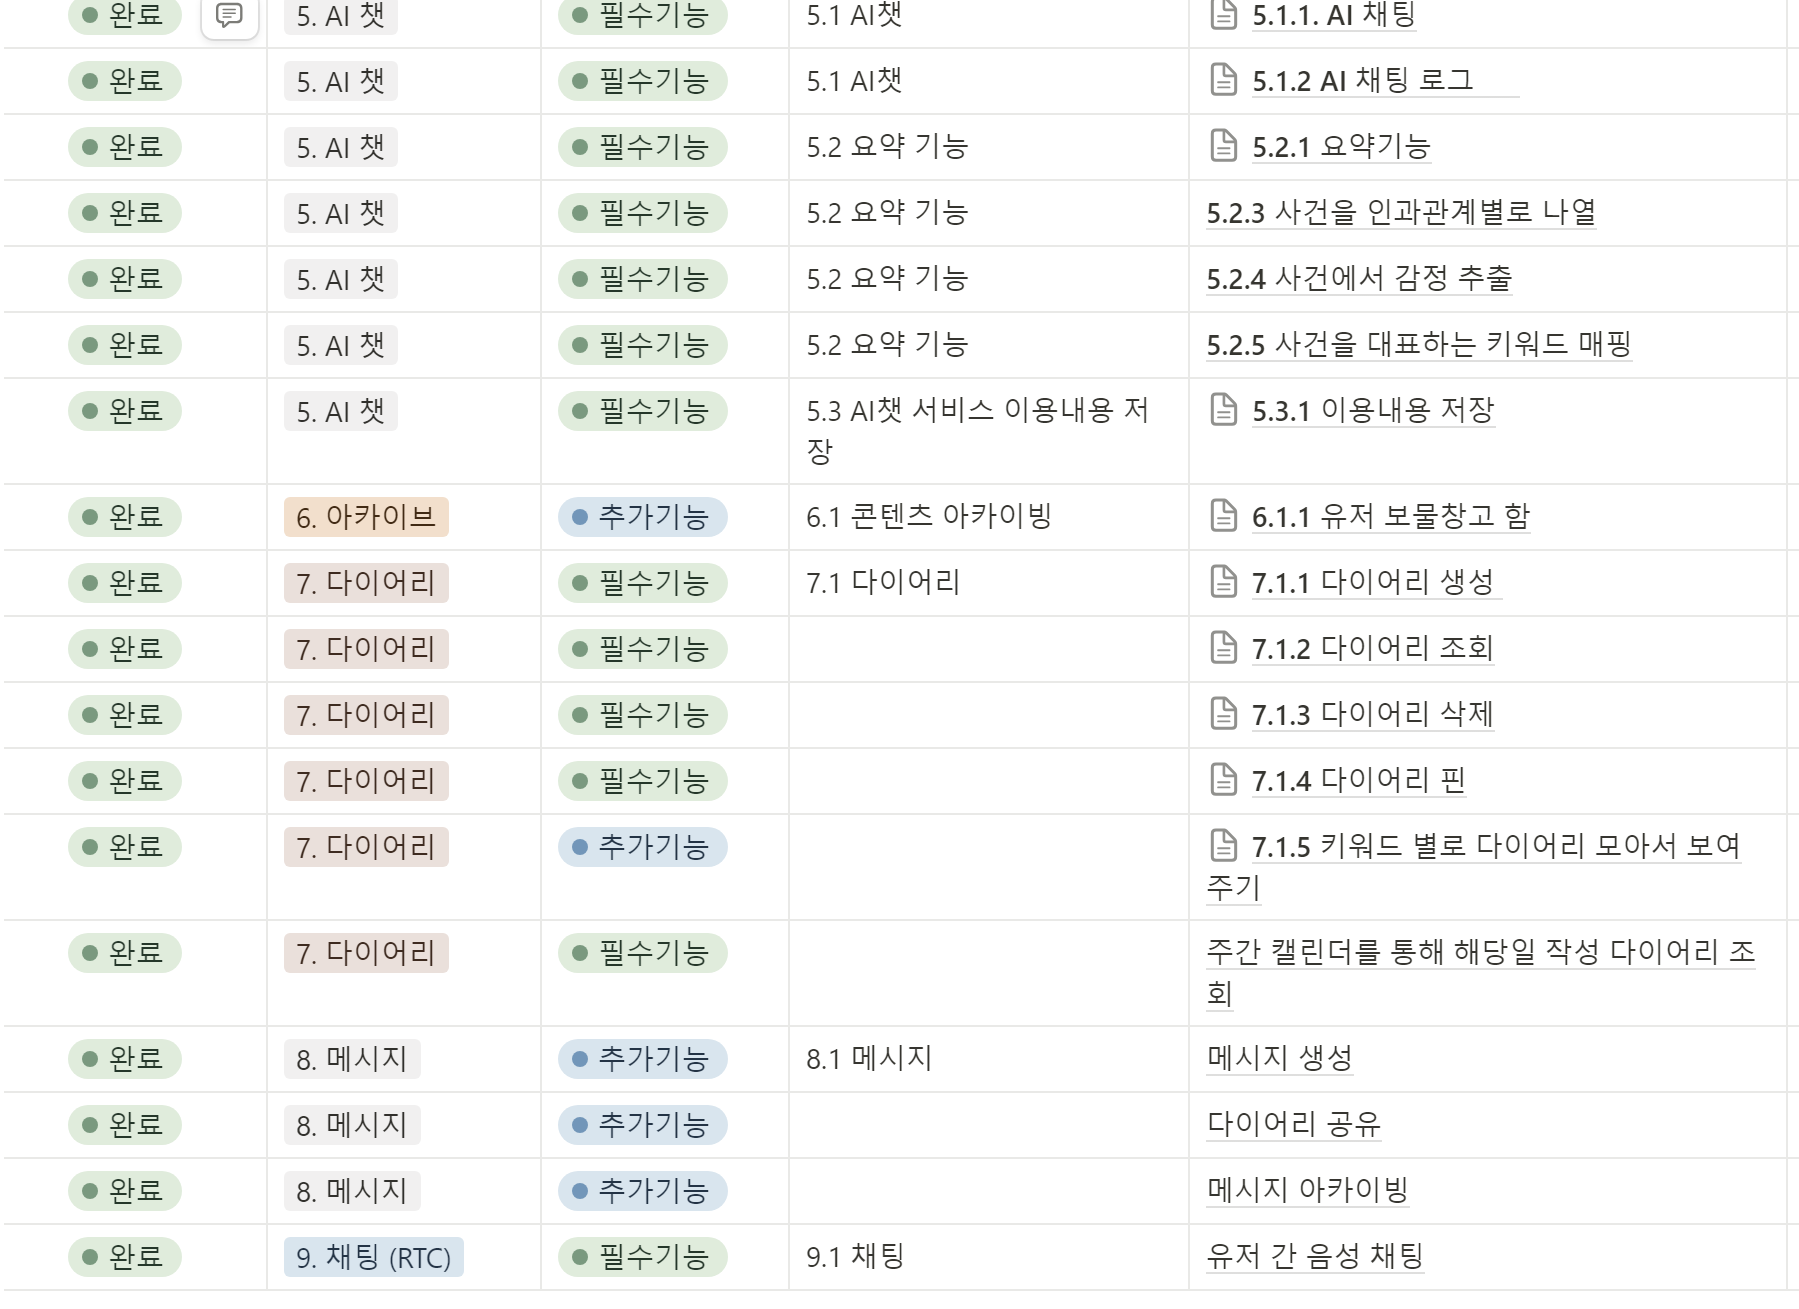 완료 5. AI 챗 필수기능 5.1 AI챗 5.1.1. AI 채팅
완료 5. AI 챗 필수기능 5.1 AI챗 5.1.2 AI 채팅 로그
완료 5. AI 챗 필수기능 5.2 요약 기능 5.2.1 요약기능
완료 5. AI 챗 필수기능 5.2 요약 기능 5.2.3 사건을 인과관계별로 나열
완료 5. AI 챗 필수기능 5.2 요약 기능 5.2.4 사건에서 감정 추출
완료 5. AI 챗 필수기능 5.2 요약 기능 5.2.5 사건을 대표하는 키워드 매핑
완료 5. AI 챗 필수기능 5.3 AI챗 서비스 이용내용 저 5.3.1 이용내용 저장
장
완료 6. 아카이브 추가기능 6.1 콘텐츠 아카이빙 6.1.1 유저 보물창고 함
완료 7. 다이어리 필수기능 7.1 다이어리 7.1.1 다이어리 생성
완료 7. 다이어리 필수기능 7.1.2 다이어리 조회
완료 7. 다이어리 필수기능 7.1.3 다이어리 삭제
완료 7. 다이어리 필수기능 7.1.4 다이어리 핀
완료 7. 다이어리 추가기능 7.1.5 키워드 별로 다이어리 모아서 보여
주기
완료 7. 다이어리 필수기능 주간 캘린더를 통해 해당일 작성 다이어리 조
회
완료 8. 메시지 추가기능 8.1 메시지 메시지 생성
완료 8. 메시지 추가기능 다이어리 공유
완료 8. 메시지 추가기능 메시지 아카이빙
완료 9. 채팅 (RTC) 필수기능 9.1 채팅 유저 간 음성 채팅